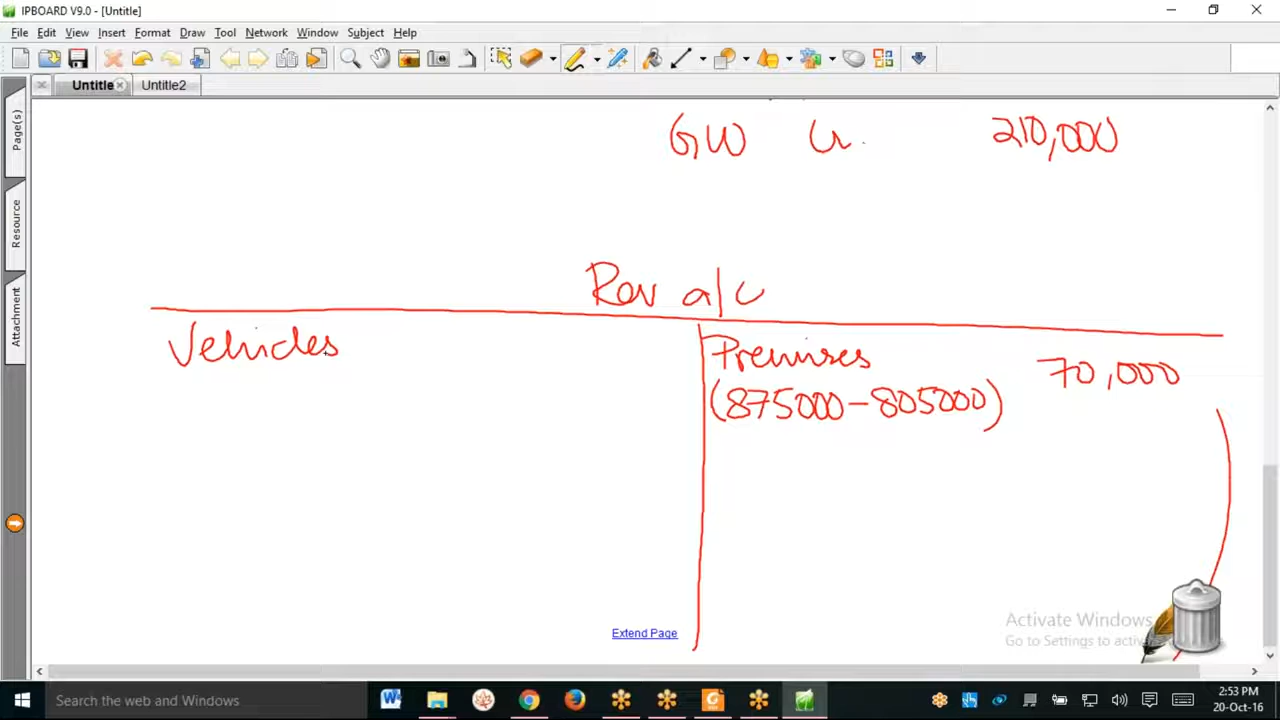 IPBOARD V9.0 - [Untitle]
File Edit View Insert Format Draw Tool Network Window Subject Help
Untitle Untitle2
Page(s)
Resource
Attachment
GW Cr. 210,000
Rev a/c
Vehicles
Premises 70,000
(875000-805000)
Extend Page
Activate Windows
Go to Settings to activ
Search the web and Windows
2:53 PM
20-Oct-16